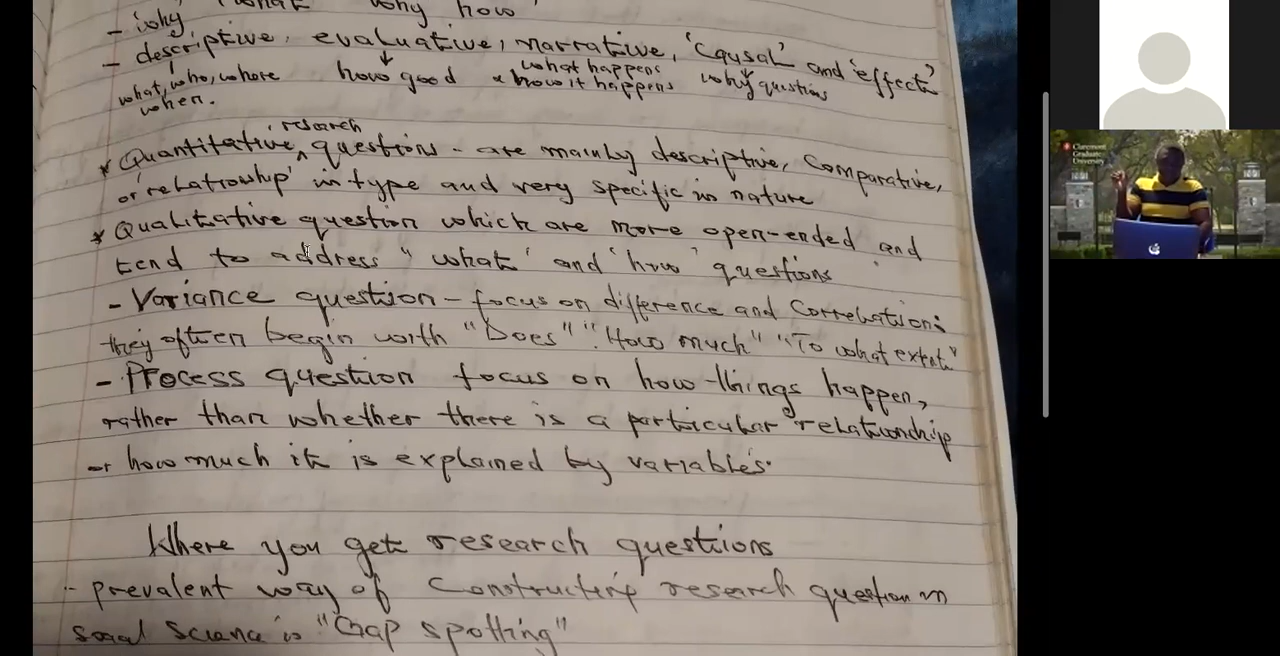 why how
- why
- descriptive, evaluative, narrative, 'Causal' and 'effect'
what, who, where how good what happens why questions
when. & how it happens
research
* Quantitative ^ questions - are mainly descriptive, Comparative,
or 'relatioship' in type and very specific in nature
* Qualitative question which are more open-ended and
tend to address "what' and 'how' questions
- Variance question - focus on difference and Correlation:
they often begin with "Does" "How much" "To what extent"
- Process question focus on how things happen,
rather than whether there is a particular relationship
or how much it is explained by variables.
Where you get research questions
- prevalent way of Constructing research question in
social science is "Gap spotting"
Claremont
Graduate
University